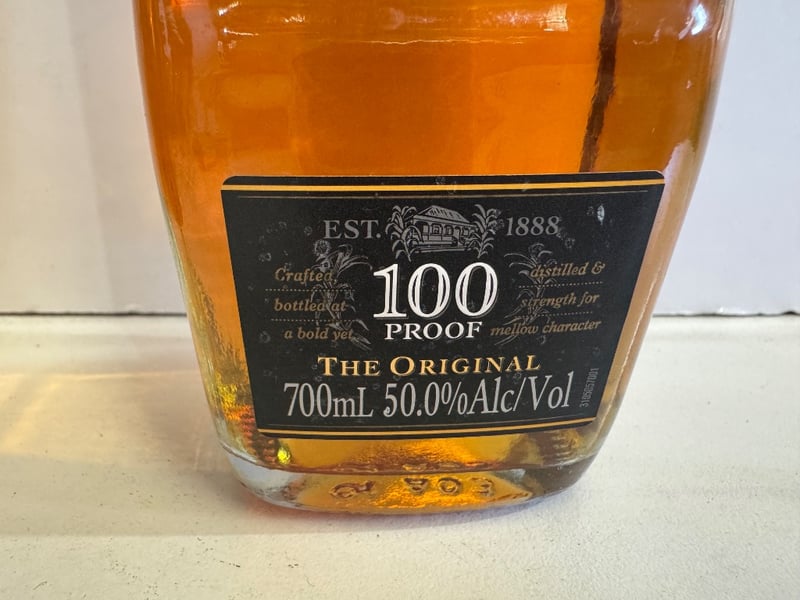 EST. 1888
Crafted, distilled &
bottled at strength for
a bold yet mellow character
100
PROOF
THE ORIGINAL
700mL 50.0%Alc/Vol